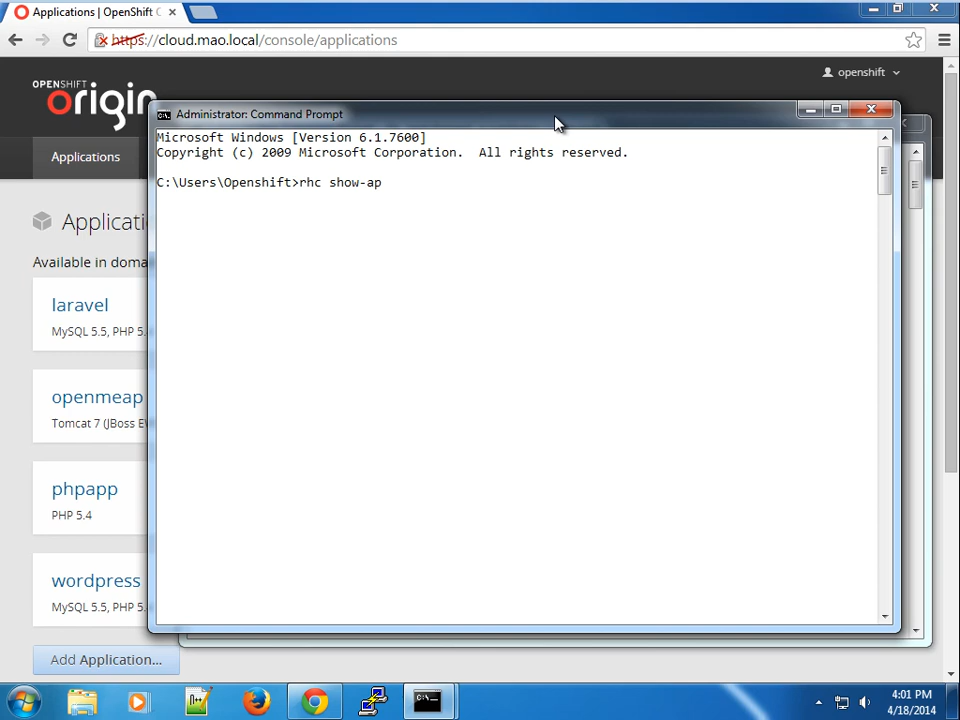 Applications | OpenShift O
https://cloud.mao.local/console/applications
OPENSHIFT
origin
openshift
Applications
Administrator: Command Prompt
Microsoft Windows [Version 6.1.7600]
Copyright (c) 2009 Microsoft Corporation.  All rights reserved.
C:\Users\Openshift>rhc show-ap
Applicati
Available in doma
laravel
MySQL 5.5, PHP 5.
openmeap
Tomcat 7 (JBoss E
phpapp
PHP 5.4
wordpress
MySQL 5.5, PHP 5.
Add Application...
4:01 PM
4/18/2014